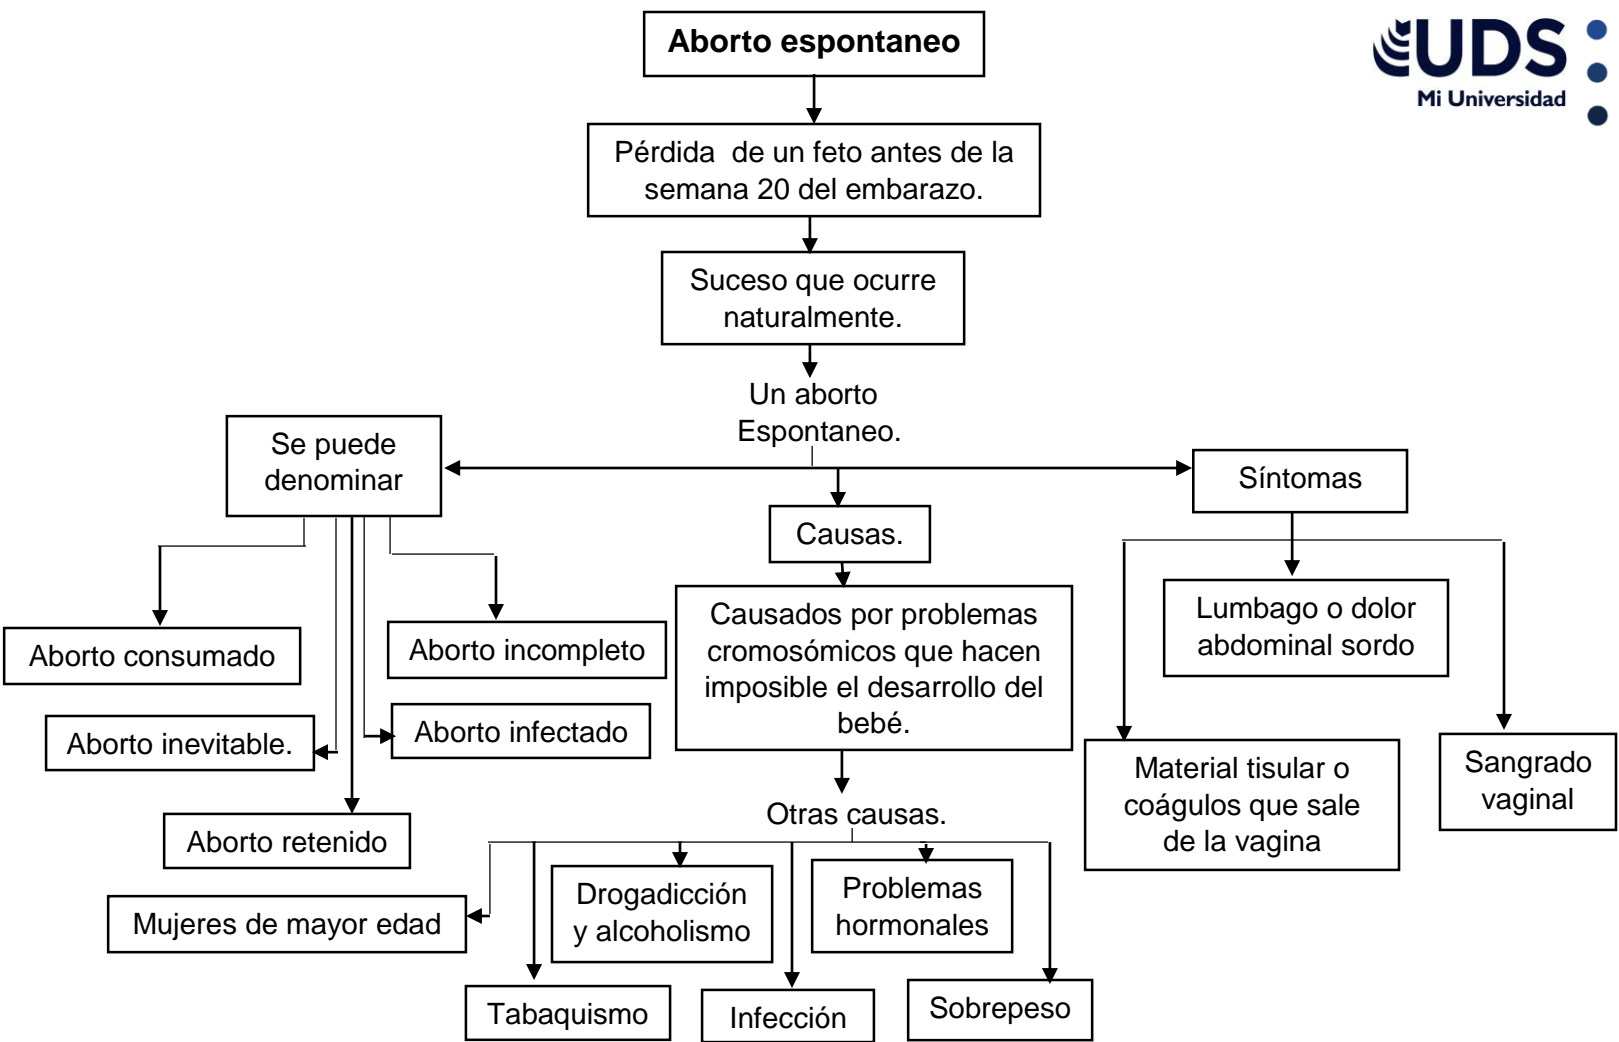 Aborto espontaneo
UDS
Mi Universidad
Pérdida de un feto antes de la
semana 20 del embarazo.
Suceso que ocurre
naturalmente.
Un aborto
Espontaneo.
Se puede
denominar
Síntomas
Causas.
Aborto consumado
Aborto incompleto
Aborto inevitable.
Aborto infectado
Aborto retenido
Causados por problemas
cromosómicos que hacen
imposible el desarrollo del
bebé.
Lumbago o dolor
abdominal sordo
Material tisular o
coágulos que sale
de la vagina
Sangrado
vaginal
Otras causas.
Mujeres de mayor edad
Drogadicción
y alcoholismo
Problemas
hormonales
Tabaquismo
Infección
Sobrepeso